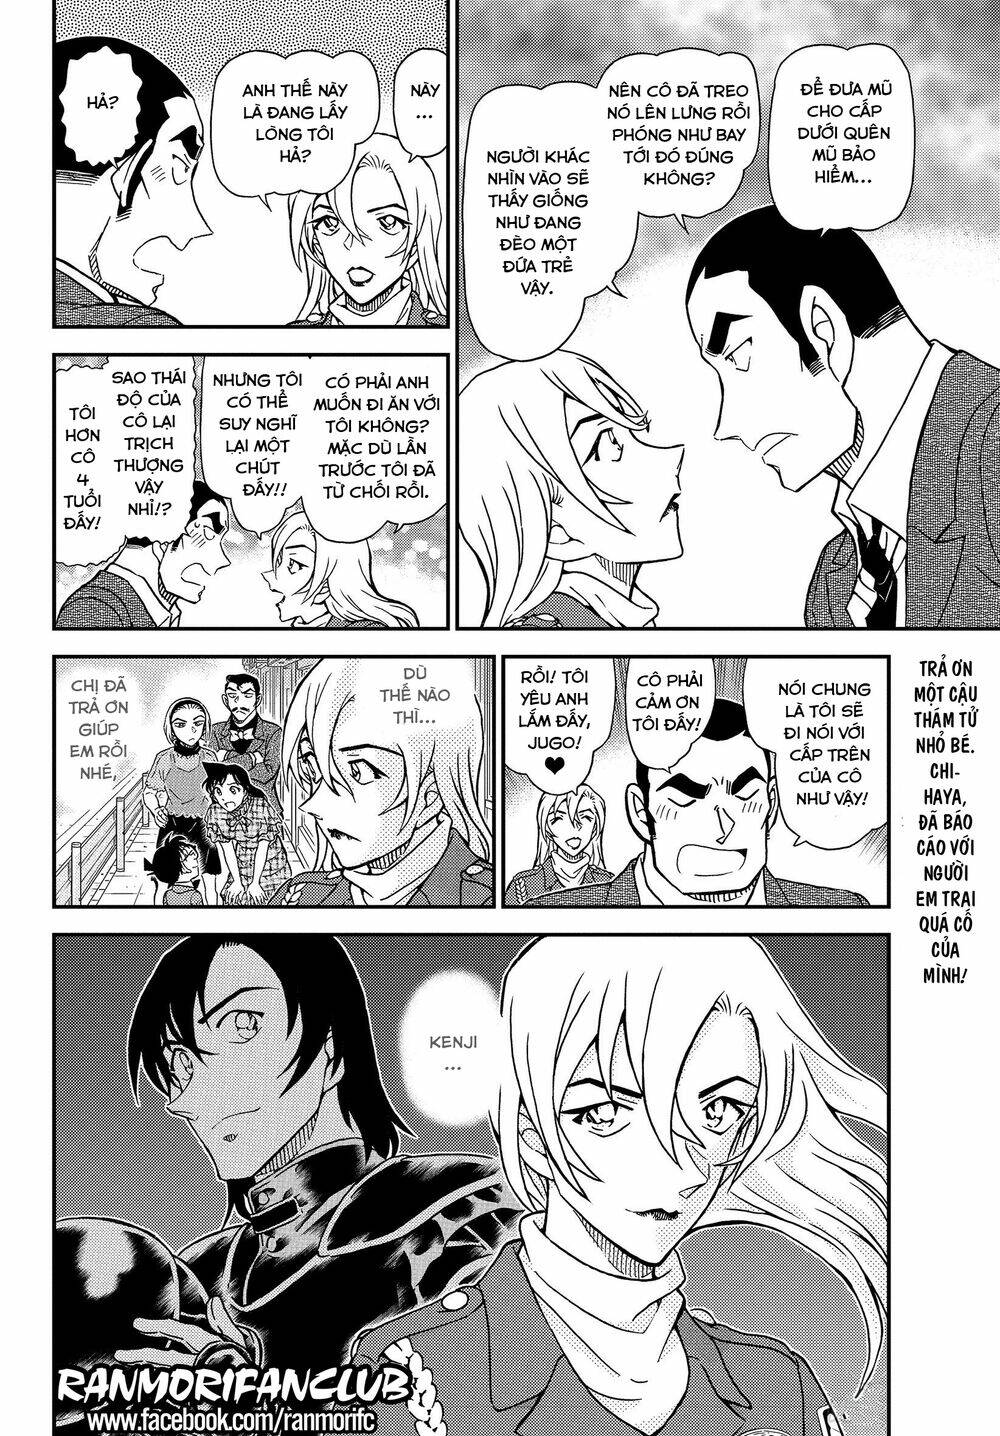 ĐỂ ĐƯA MŨ
CHO CẤP
DƯỚI QUÊN
MŨ BẢO
HIỂM...
NÊN CÔ ĐÃ TREO
NÓ LÊN LƯNG RỒI
PHÓNG NHƯ BAY
TỚI ĐÓ ĐÚNG
KHÔNG?
NGƯỜI KHÁC
NHÌN VÀO SẼ
THẤY GIỐNG
NHƯ ĐANG
ĐÈO MỘT
ĐỨA TRẺ
VẬY.
NÀY
...
ANH THẾ NÀY
LÀ ĐANG LẤY
LÒNG TÔI
HẢ?
HẢ?
CÓ PHẢI ANH
MUỐN ĐI ĂN VỚI
TÔI KHÔNG?
MẶC DÙ LẦN
TRƯỚC TÔI ĐÃ
TỪ CHỐI RỒI.
NHƯNG TÔI
CÓ THỂ
SUY NGHĨ
LẠI MỘT
CHÚT
ĐẤY!!
SAO THÁI
ĐỘ CỦA
CÔ LẠI
TRỊCH
THƯỢNG
VẬY
NHỈ!?
TÔI
HƠN
CÔ
4
TUỔI
ĐẤY!
NÓI CHUNG
LÀ TÔI SẼ
ĐI NÓI VỚI
CẤP TRÊN
CỦA CÔ
NHƯ VẬY!
CÔ PHẢI
CẢM ƠN
TÔI ĐẤY!
RỒI! TÔI
YÊU ANH
LẮM ĐẤY,
JUGO!
♥
DÙ
THẾ NÀO
THÌ...
CHỊ ĐÃ
TRẢ ƠN
GIÚP
EM RỒI
NHÉ,
KENJI
...
TRẢ ƠN
MỘT CẬU
THÁM TỬ
NHỎ BÉ.
CHI-
HAYA,
ĐÃ BÁO
CÁO VỚI
NGƯỜI
EM TRAI
QUÁ CỐ
CỦA
MÌNH!
RANMORIFANCLUB
www.facebook.com/ranmorifc